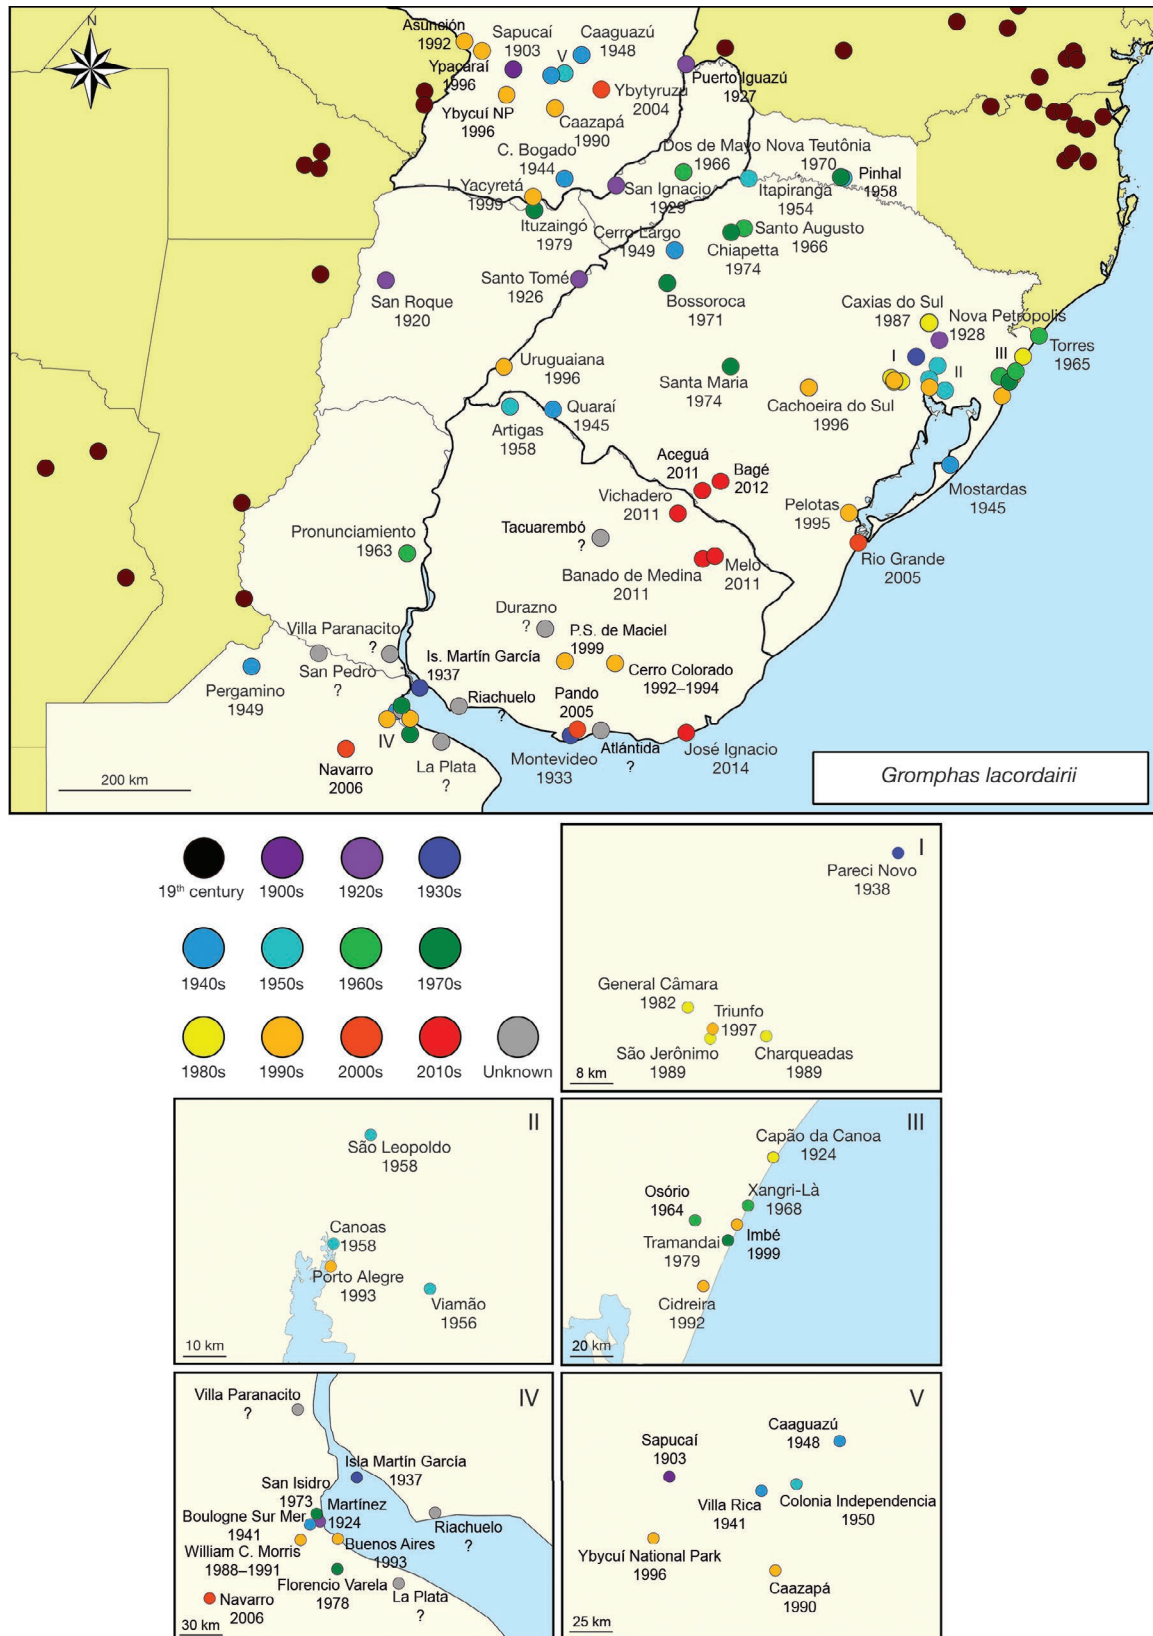 N
Asunción
1992
Sapucaí
1903
Caaguazú
1948
V
Ypacaraí
1996
Ybycuí NP
1996
Ybytyruzú
2004
Caazapá
1990
Puerto Iguazú
1927
C. Bogado
1944
Dos de Mayo
1966
Nova Teutônia
1970
Pinhal
1958
I. Yacyretá
1999
San Ignacio
1929
Itapiranga
1954
Ituzaingó
1979
Cerro Largo
1949
Santo Augusto
1966
Chiapetta
1974
San Roque
1920
Santo Tomé
1926
Bossoroca
1971
Caxias do Sul
1987
Nova Petrópolis
1928
Torres
1965
I
II
III
Uruguaiana
1996
Santa Maria
1974
Cachoeira do Sul
1996
Artigas
1958
Quaraí
1945
Aceguá
2011
Bagé
2012
Mostardas
1945
Vichadero
2011
Pelotas
1995
Pronunciamiento
1963
Tacuarembó
?
Banado de Medina
2011
Melo
2011
Rio Grande
2005
Durazno
?
Villa Paranacito
?
P.S. de Maciel
1999
San Pedro
?
Is. Martín García
1937
Cerro Colorado
1992–1994
Pergamino
1949
Riachuelo
?
Pando
2005
IV
Navarro
2006
La Plata
?
Montevideo
1933
Atlántida
?
José Ignacio
2014
200 km
Gromphas lacordairii
19th century
1900s
1920s
1930s
1940s
1950s
1960s
1970s
1980s
1990s
2000s
2010s
Unknown
I
Pareci Novo
1938
General Câmara
1982
Triunfo
1997
São Jerônimo
1989
Charqueadas
1989
8 km
II
São Leopoldo
1958
Canoas
1958
Porto Alegre
1993
Viamão
1956
10 km
III
Capão da Canoa
1924
Osório
1964
Xangri-Là
1968
Tramandai
1979
Imbé
1999
Cidreira
1992
20 km
IV
Villa Paranacito
?
Isla Martín García
1937
San Isidro
1973
Martínez
1924
Boulogne Sur Mer
1941
Riachuelo
?
William C. Morris
1988–1991
Buenos Aires
1993
Florencio Varela
1978
La Plata
?
Navarro
2006
30 km
V
Caaguazú
1948
Sapucaí
1903
Villa Rica
1941
Colonia Independencia
1950
Ybycuí National Park
1996
Caazapá
1990
25 km